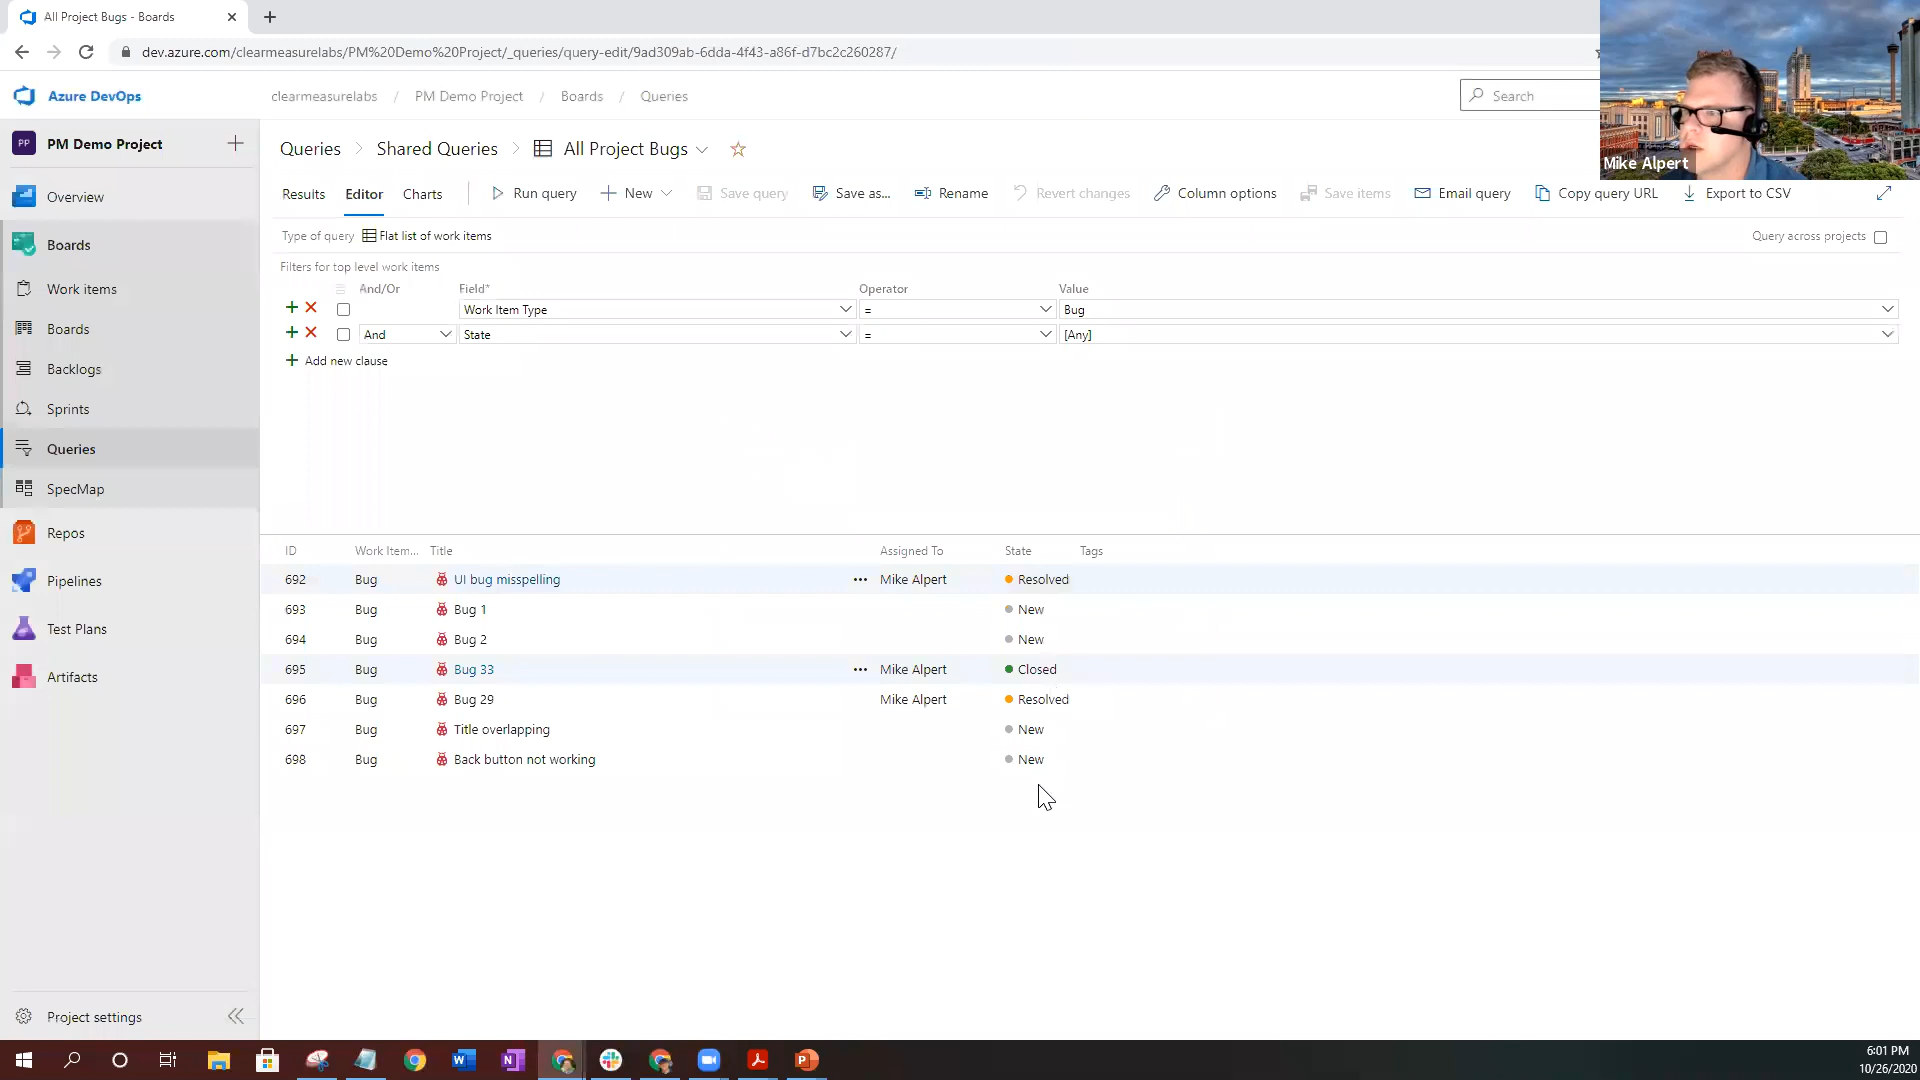 All Project Bugs - Boards
dev.azure.com/clearmeasurelabs/PM%20Demo%20Project/_queries/query-edit/9ad309ab-6dda-4f43-a86f-d7bc2c260287/
Azure DevOps
clearmeasurelabs / PM Demo Project / Boards / Queries
Search
Mike Alpert
PP PM Demo Project
Queries > Shared Queries > All Project Bugs
Results Editor Charts Run query New Save query Save as... Rename Revert changes Column options Save items Email query Copy query URL Export to CSV
Type of query Flat list of work items
Query across projects
Filters for top level work items
And/Or Field* Operator Value
Work Item Type = Bug
And State = [Any]
Add new clause
Overview
Boards
Work items
Boards
Backlogs
Sprints
Queries
SpecMap
Repos
Pipelines
Test Plans
Artifacts
Project settings
ID Work Item... Title Assigned To State Tags
692 Bug UI bug misspelling ••• Mike Alpert Resolved
693 Bug Bug 1 New
694 Bug Bug 2 New
695 Bug Bug 33 ••• Mike Alpert Closed
696 Bug Bug 29 Mike Alpert Resolved
697 Bug Title overlapping New
698 Bug Back button not working New
6:01 PM
10/26/2020